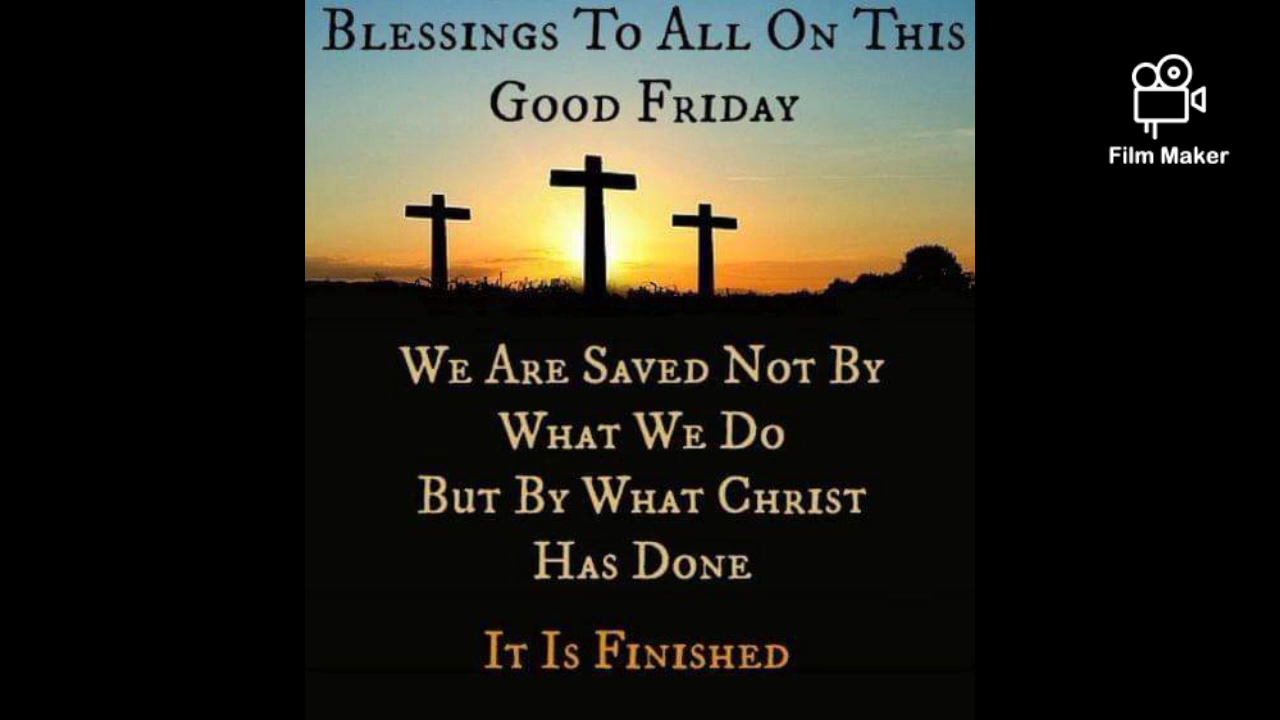 Blessings To All On This
Good Friday
Film Maker
We Are Saved Not By
What We Do
But By What Christ
Has Done
It Is Finished